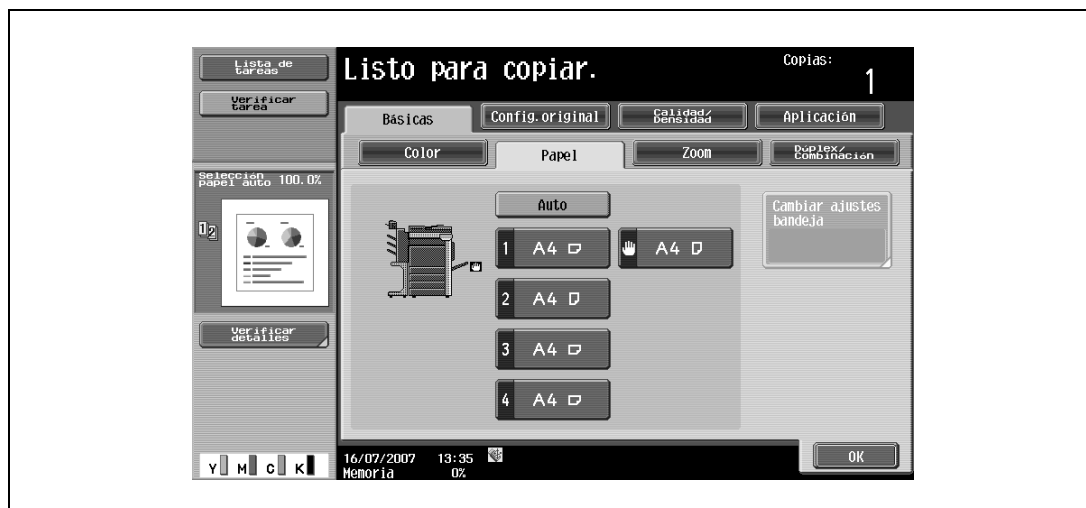 Lista de
tareas
Verificar
tarea
Listo para copiar.
Copias:
1
Básicas
Config.original
Calidad/
Densidad
Aplicación
Color
Papel
Zoom
Dúplex/
Combinación
Selección
papel auto 100.0%
12
Auto
1 A4
A4
2 A4
3 A4
4 A4
Cambiar ajustes
bandeja
Verificar
detalles
Y M C K
16/07/2007 13:35
Memoria 0%
OK